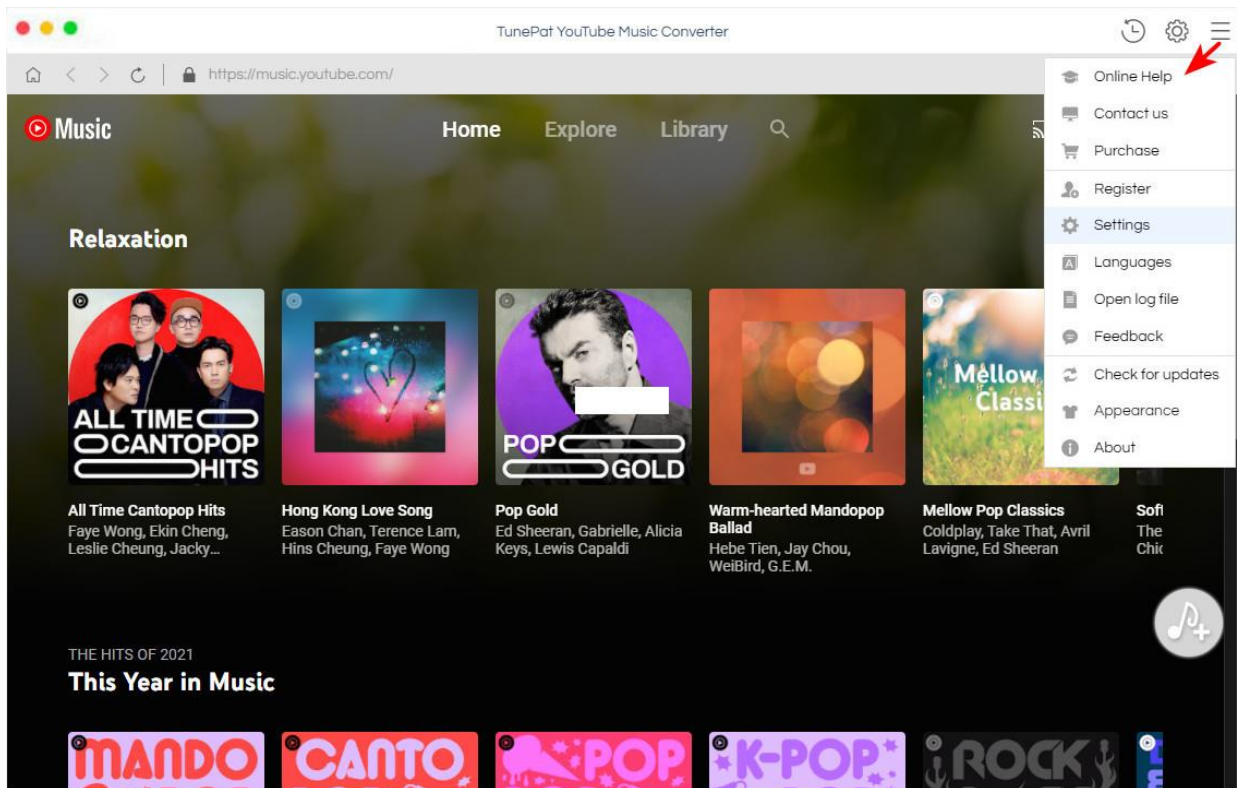 TunePat YouTube Music Converter
https://music.youtube.com/
Online Help
Contact us
Purchase
Register
Settings
Languages
Open log file
Feedback
Check for updates
Appearance
About
Music
Home Explore Library
Relaxation
ALL TIME
CANTOPOP
HITS
POP
GOLD
Mellow
Classi
All Time Cantopop Hits
Faye Wong, Ekin Cheng,
Leslie Cheung, Jacky...
Hong Kong Love Song
Eason Chan, Terence Lam,
Hins Cheung, Faye Wong
Pop Gold
Ed Sheeran, Gabrielle, Alicia
Keys, Lewis Capaldi
Warm-hearted Mandopop
Ballad
Hebe Tien, Jay Chou,
WeiBird, G.E.M.
Mellow Pop Classics
Coldplay, Take That, Avril
Lavigne, Ed Sheeran
Soft
The
Chic
THE HITS OF 2021
This Year in Music
MANDO
CANTO
POP
K-POP
ROCK